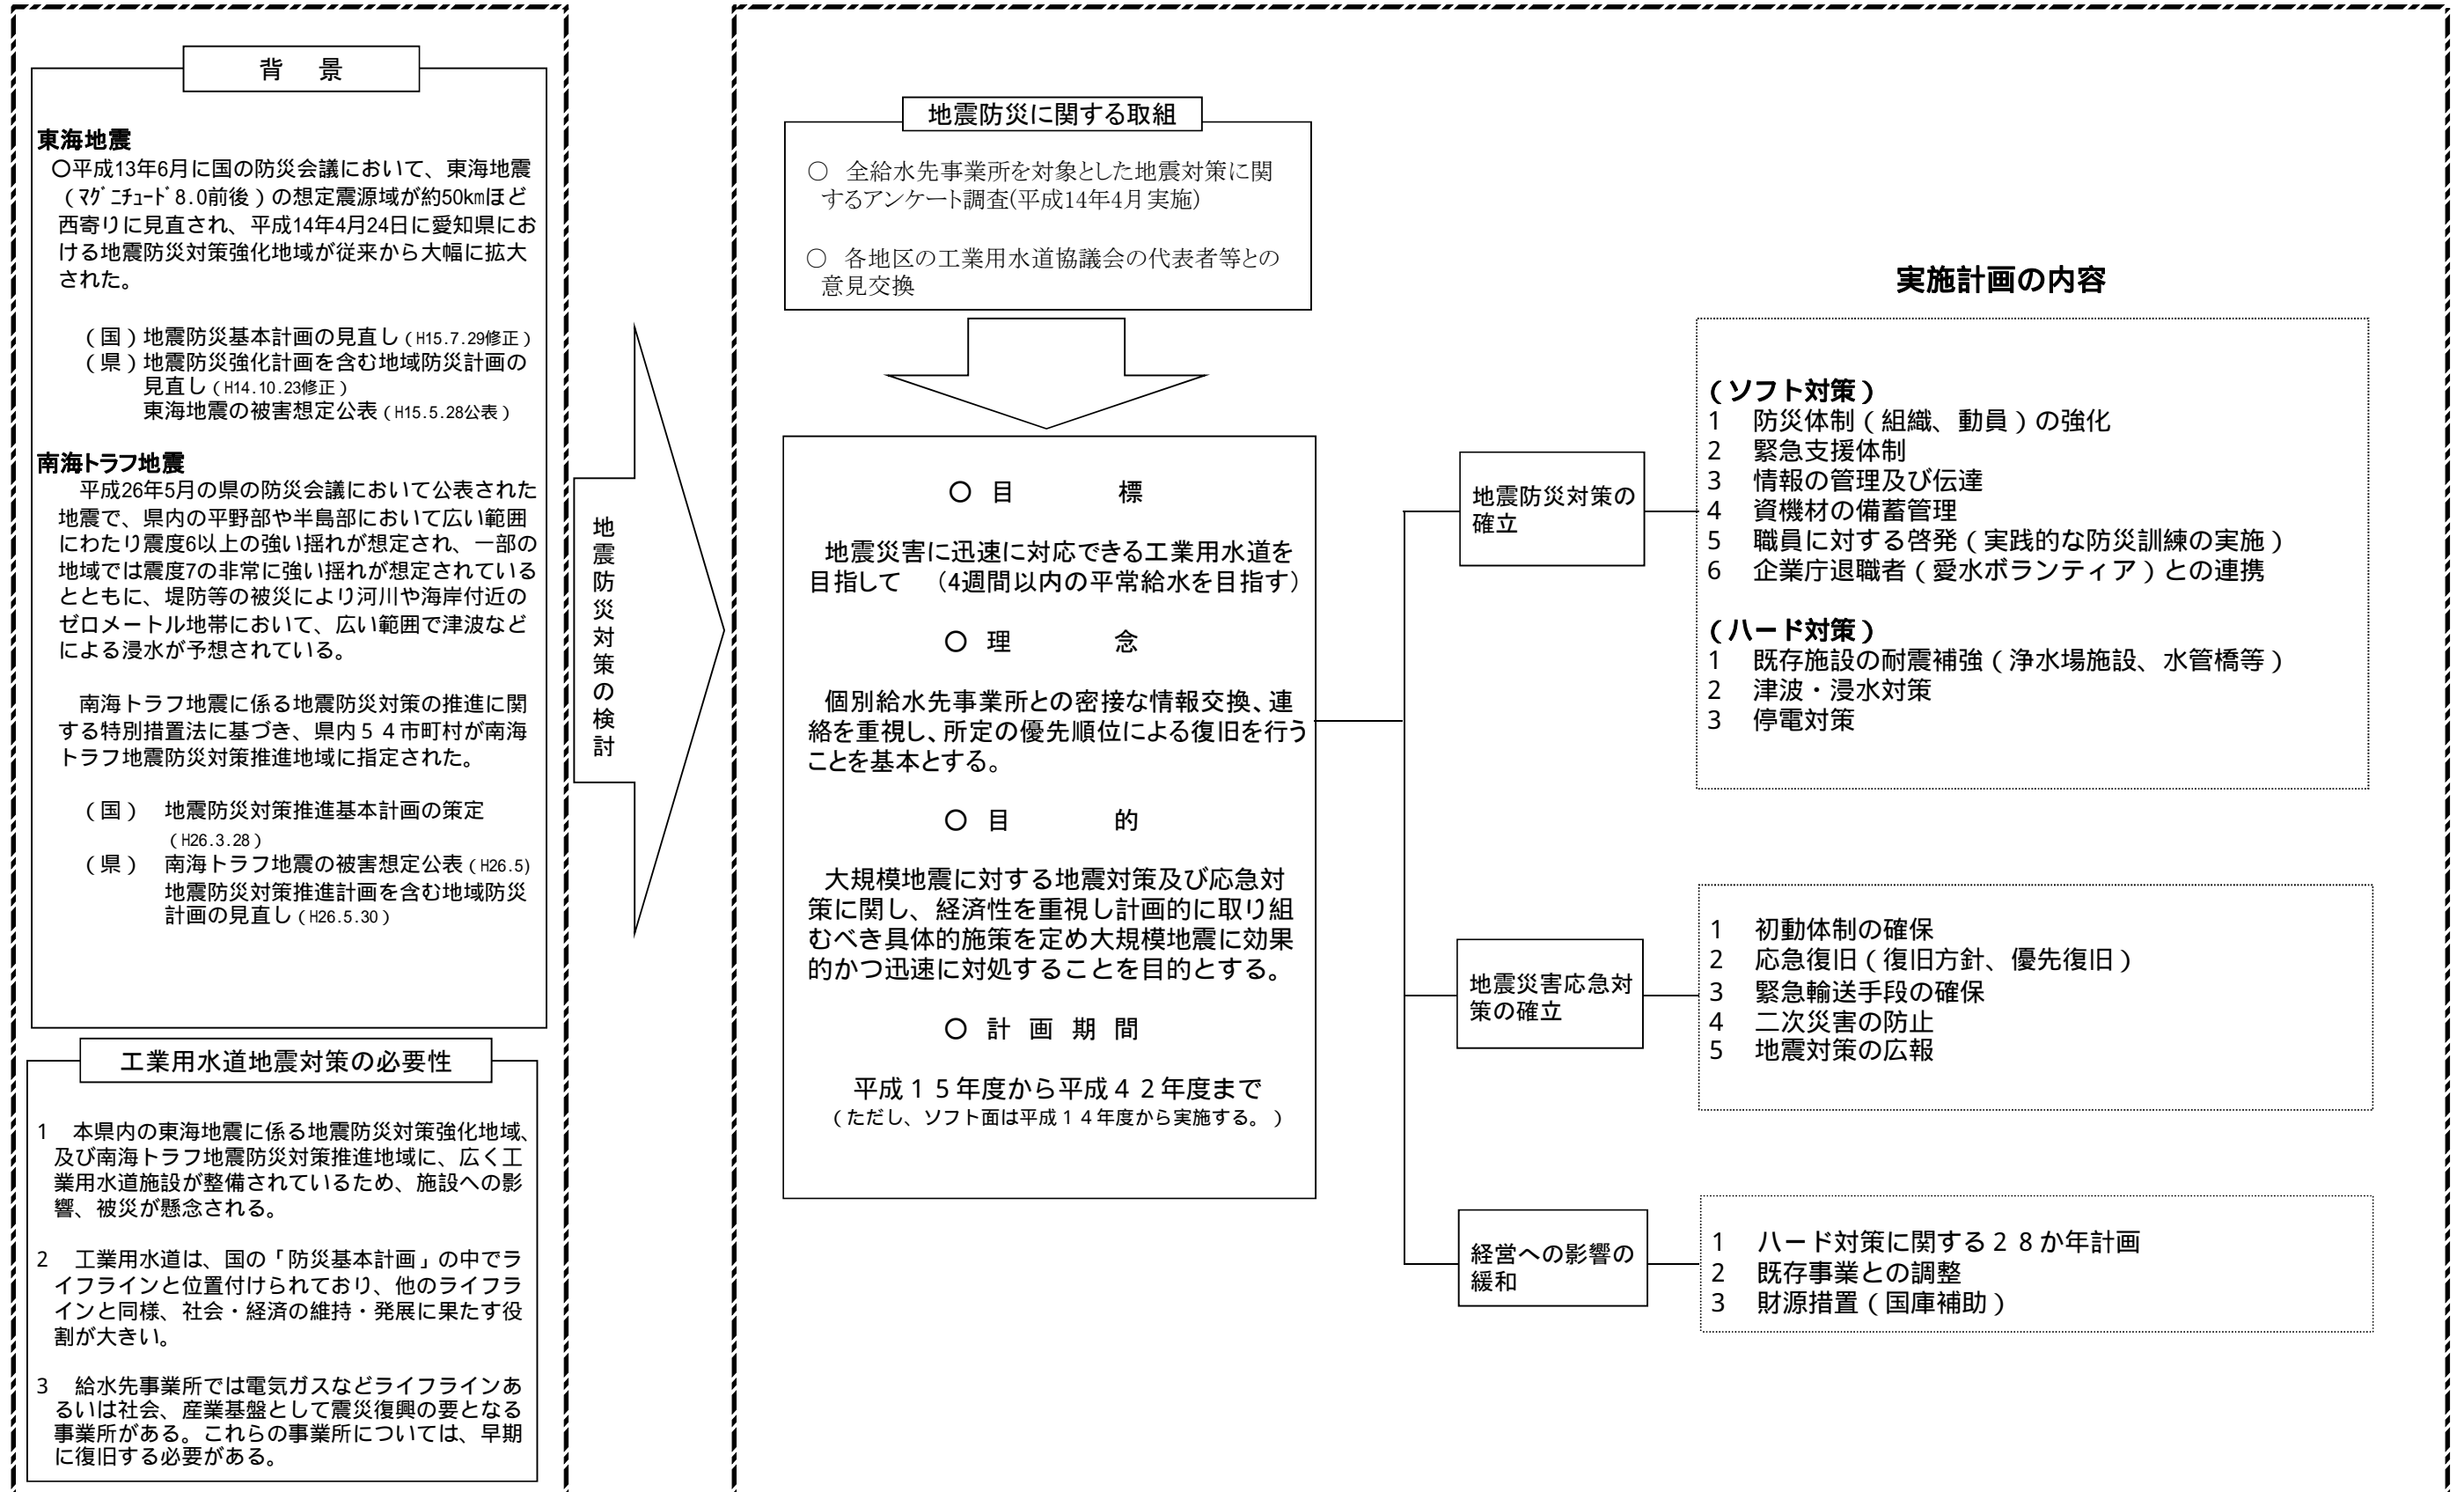 背　景
東海地震
○平成13年6月に国の防災会議において、東海地震
（ﾏｸﾞﾆﾁｭｰﾄﾞ8.0前後）の想定震源域が約50㎞ほど
西寄りに見直され、平成14年4月24日に愛知県にお
ける地震防災対策強化地域が従来から大幅に拡大
された。
（国）地震防災基本計画の見直し（H15.7.29修正）
（県）地震防災強化計画を含む地域防災計画の
見直し（H14.10.23修正）
東海地震の被害想定公表（H15.5.28公表）
南海トラフ地震
平成26年5月の県の防災会議において公表された
地震で、県内の平野部や半島部において広い範囲
にわたり震度6以上の強い揺れが想定され、一部の
地域では震度7の非常に強い揺れが想定されている
とともに、堤防等の被災により河川や海岸付近の
ゼロメートル地帯において、広い範囲で津波など
による浸水が予想されている。
南海トラフ地震に係る地震防災対策の推進に関
する特別措置法に基づき、県内５４市町村が南海
トラフ地震防災対策推進地域に指定された。
（国）　地震防災対策推進基本計画の策定
（H26.3.28）
（県）　南海トラフ地震の被害想定公表（H26.5)
地震防災対策推進計画を含む地域防災
計画の見直し（H26.5.30）
工業用水道地震対策の必要性
1　本県内の東海地震に係る地震防災対策強化地域、
及び南海トラフ地震防災対策推進地域に、広く工
業用水道施設が整備されているため、施設への影
響、被災が懸念される。
2　工業用水道は、国の「防災基本計画」の中でラ
イフラインと位置付けられており、他のライフラ
インと同様、社会・経済の維持・発展に果たす役
割が大きい。
3　給水先事業所では電気ガスなどライフラインあ
るいは社会、産業基盤として震災復興の要となる
事業所がある。これらの事業所については、早期
に復旧する必要がある。
地震防災対策の検討
地震防災に関する取組
○　全給水先事業所を対象とした地震対策に関
するアンケート調査(平成14年4月実施)
○　各地区の工業用水道協議会の代表者等との
意見交換
○　目　　　　標
地震災害に迅速に対応できる工業用水道を
目指して　（4週間以内の平常給水を目指す）
○　理　　　　念
個別給水先事業所との密接な情報交換、連
絡を重視し、所定の優先順位による復旧を行う
ことを基本とする。
○　目　　　　的
大規模地震に対する地震対策及び応急対
策に関し、経済性を重視し計画的に取り組
むべき具体的施策を定め大規模地震に効果
的かつ迅速に対処することを目的とする。
○　計　画　期　間
平成１５年度から平成４２年度まで
（ただし、ソフト面は平成１４年度から実施する。）
実施計画の内容
地震防災対策の
確立
（ソフト対策）
1　防災体制（組織、動員）の強化
2　緊急支援体制
3　情報の管理及び伝達
4　資機材の備蓄管理
5　職員に対する啓発（実践的な防災訓練の実施）
6　企業庁退職者（愛水ボランティア）との連携
（ハード対策）
1　既存施設の耐震補強（浄水場施設、水管橋等）
2　津波・浸水対策
3　停電対策
地震災害応急対
策の確立
1　初動体制の確保
2　応急復旧（復旧方針、優先復旧）
3　緊急輸送手段の確保
4　二次災害の防止
5　地震対策の広報
経営への影響の
緩和
1　ハード対策に関する２８か年計画
2　既存事業との調整
3　財源措置（国庫補助）